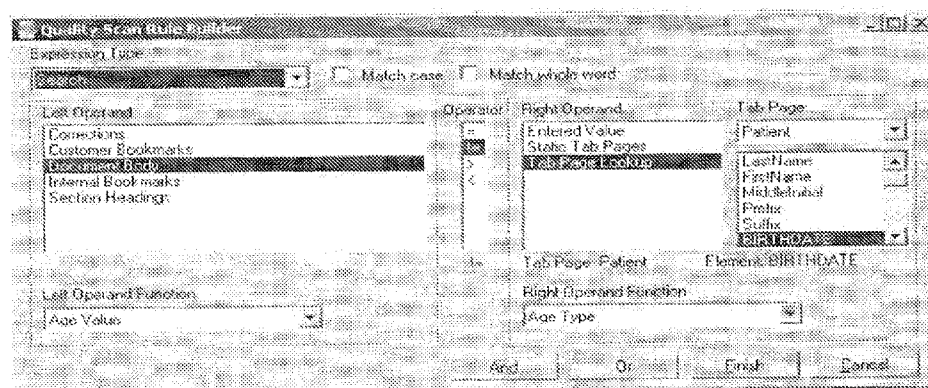 Quality Scan Rule Builder
Expression Type
Match case
Match whole word
Left Operand
Corrections
Customer Bookmarks
Document Body
Internal Bookmarks
Section Headings
Operator
=
>
<
Right Operand
Entered Value
Static Tab Pages
Tab Page Lookup
Tab Page
Patient
LastName
FirstName
MiddleInitial
Prefix
Suffix
BIRTHDATE
Tab Page: Patient
Element: BIRTHDATE
Left Operand Function
Age Value
Right Operand Function
Age Type
And
Or
Finish
Cancel